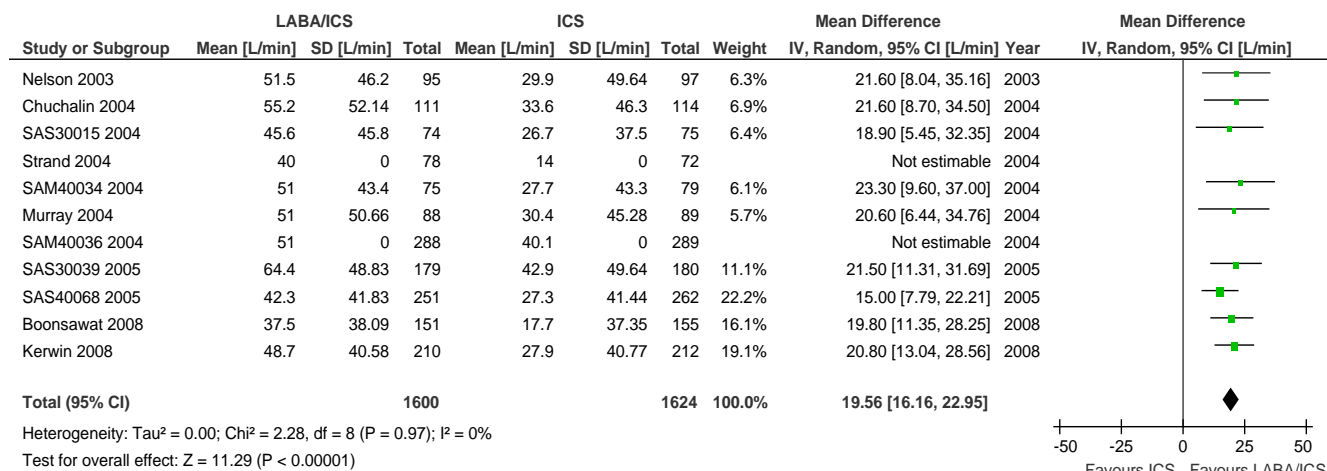 LABA/ICS ICS Mean Difference Mean Difference
Study or Subgroup Mean [L/min] SD [L/min] Total Mean [L/min] SD [L/min] Total Weight IV, Random, 95% CI [L/min] Year IV, Random, 95% CI [L/min]
Nelson 2003 51.5 46.2 95 29.9 49.64 97 6.3% 21.60 [8.04, 35.16] 2003
Chuchalin 2004 55.2 52.14 111 33.6 46.3 114 6.9% 21.60 [8.70, 34.50] 2004
SAS30015 2004 45.6 45.8 74 26.7 37.5 75 6.4% 18.90 [5.45, 32.35] 2004
Strand 2004 40 0 78 14 0 72 Not estimable 2004
SAM40034 2004 51 43.4 75 27.7 43.3 79 6.1% 23.30 [9.60, 37.00] 2004
Murray 2004 51 50.66 88 30.4 45.28 89 5.7% 20.60 [6.44, 34.76] 2004
SAM40036 2004 51 0 288 40.1 0 289 Not estimable 2004
SAS30039 2005 64.4 48.83 179 42.9 49.64 180 11.1% 21.50 [11.31, 31.69] 2005
SAS40068 2005 42.3 41.83 251 27.3 41.44 262 22.2% 15.00 [7.79, 22.21] 2005
Boonsawat 2008 37.5 38.09 151 17.7 37.35 155 16.1% 19.80 [11.35, 28.25] 2008
Kerwin 2008 48.7 40.58 210 27.9 40.77 212 19.1% 20.80 [13.04, 28.56] 2008
Total (95% CI) 1600 1624 100.0% 19.56 [16.16, 22.95]
Heterogeneity: Tau² = 0.00; Chi² = 2.28, df = 8 (P = 0.97); I² = 0%
Test for overall effect: Z = 11.29 (P < 0.00001)
-50 -25 0 25 50
Favours ICS Favours LABA/ICS